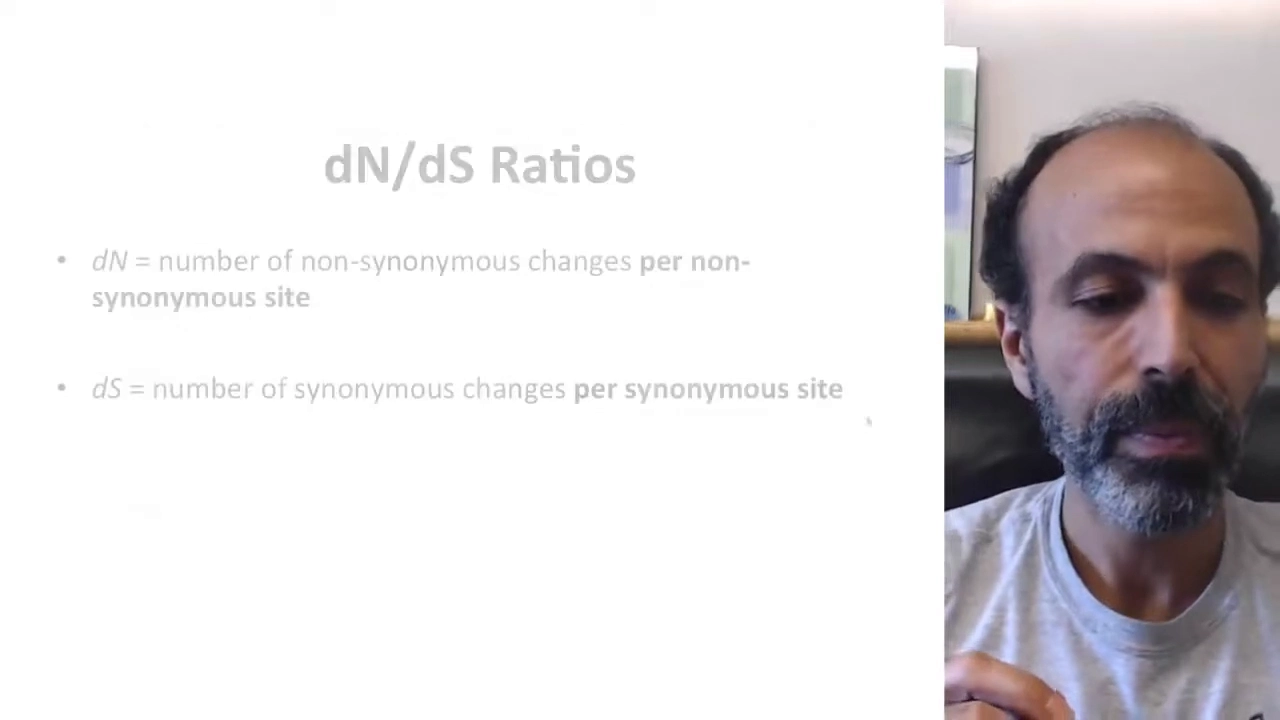 dN/dS Ratios
• dN = number of non-synonymous changes per non-
synonymous site
• dS = number of synonymous changes per synonymous site